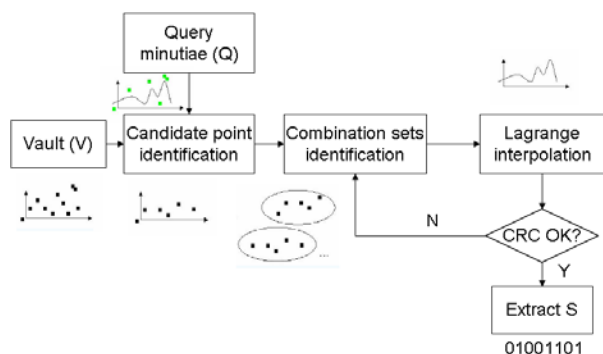 Query
minutiae (Q)
Vault (V)
Candidate point
identification
Combination sets
identification
Lagrange
interpolation
...
N
CRC OK?
Y
Extract S
01001101